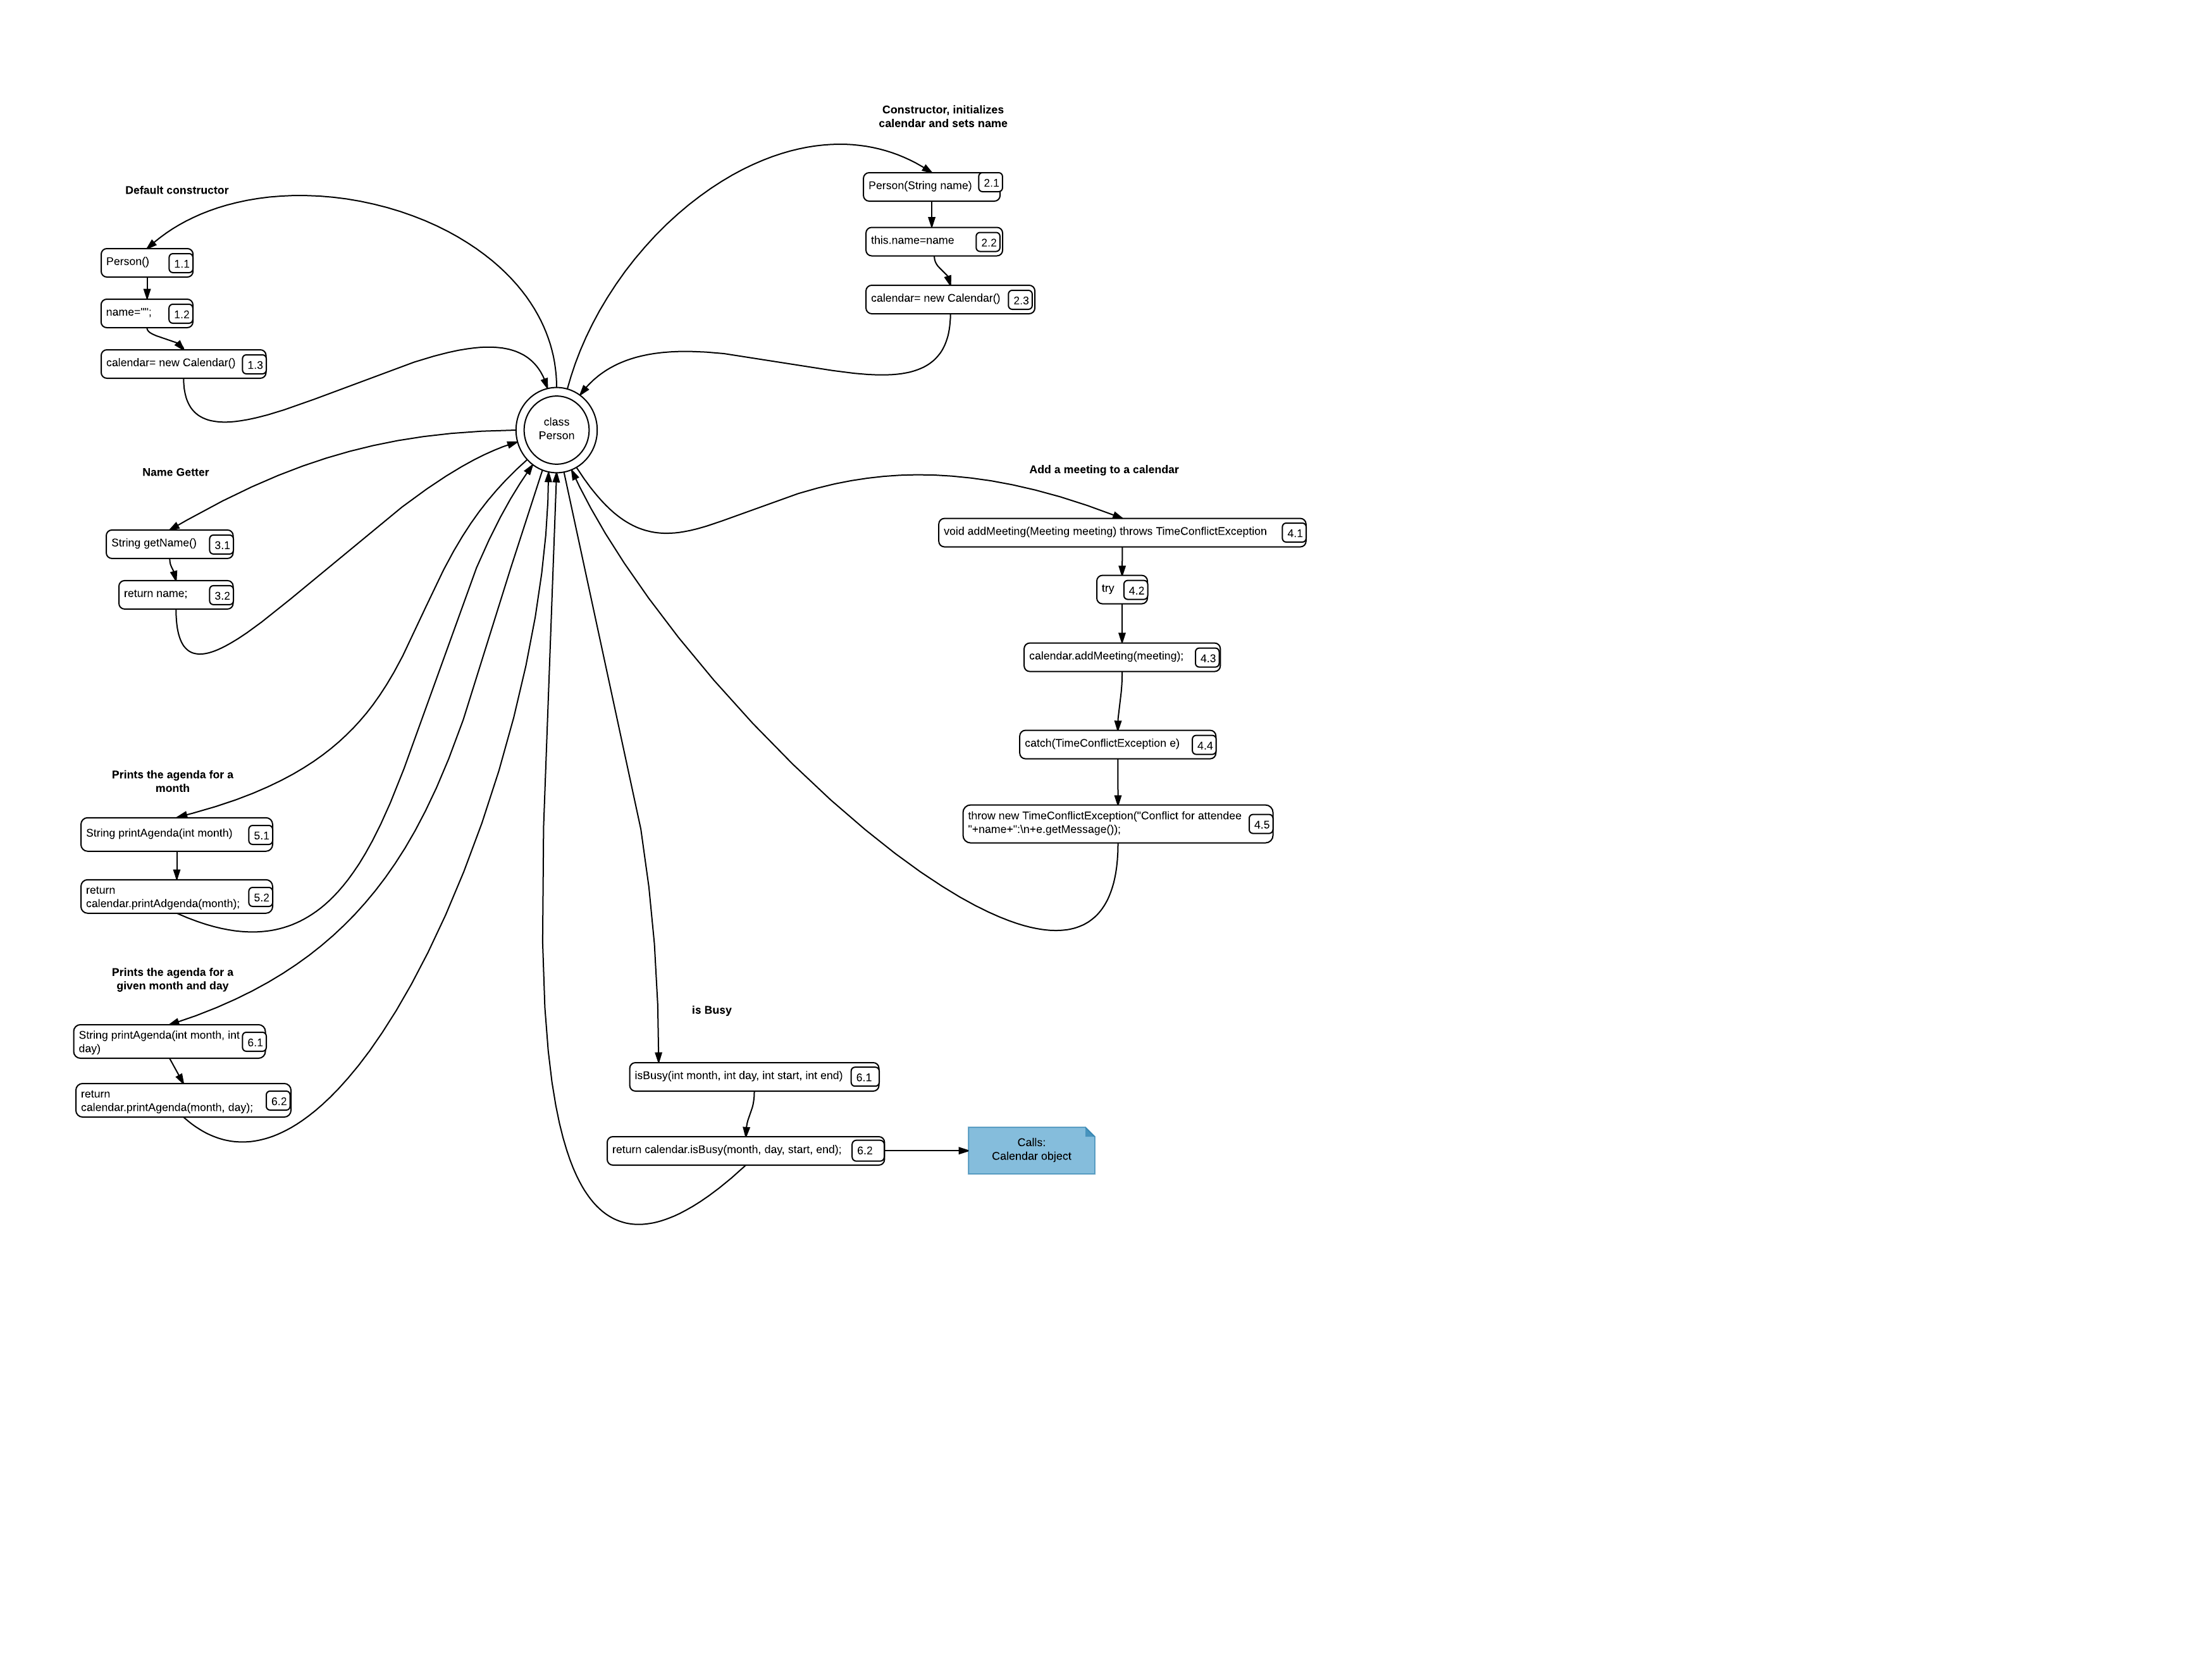 Constructor, initializes
calendar and sets name
Person(String name)
2.1
this.name=name
2.2
calendar= new Calendar()
2.3
Default constructor
Person()
1.1
name="";
1.2
calendar= new Calendar()
1.3
class
Person
Name Getter
String getName()
3.1
return name;
3.2
Add a meeting to a calendar
void addMeeting(Meeting meeting) throws TimeConflictException
4.1
try
4.2
calendar.addMeeting(meeting);
4.3
catch(TimeConflictException e)
4.4
throw new TimeConflictException("Conflict for attendee
"+name+":\n+e.getMessage());
4.5
Prints the agenda for a
month
String printAgenda(int month)
5.1
return
calendar.printAdgenda(month);
5.2
Prints the agenda for a
given month and day
String printAgenda(int month, int
day)
6.1
return
calendar.printAgenda(month, day);
6.2
is Busy
isBusy(int month, int day, int start, int end)
6.1
return calendar.isBusy(month, day, start, end);
6.2
Calls:
Calendar object